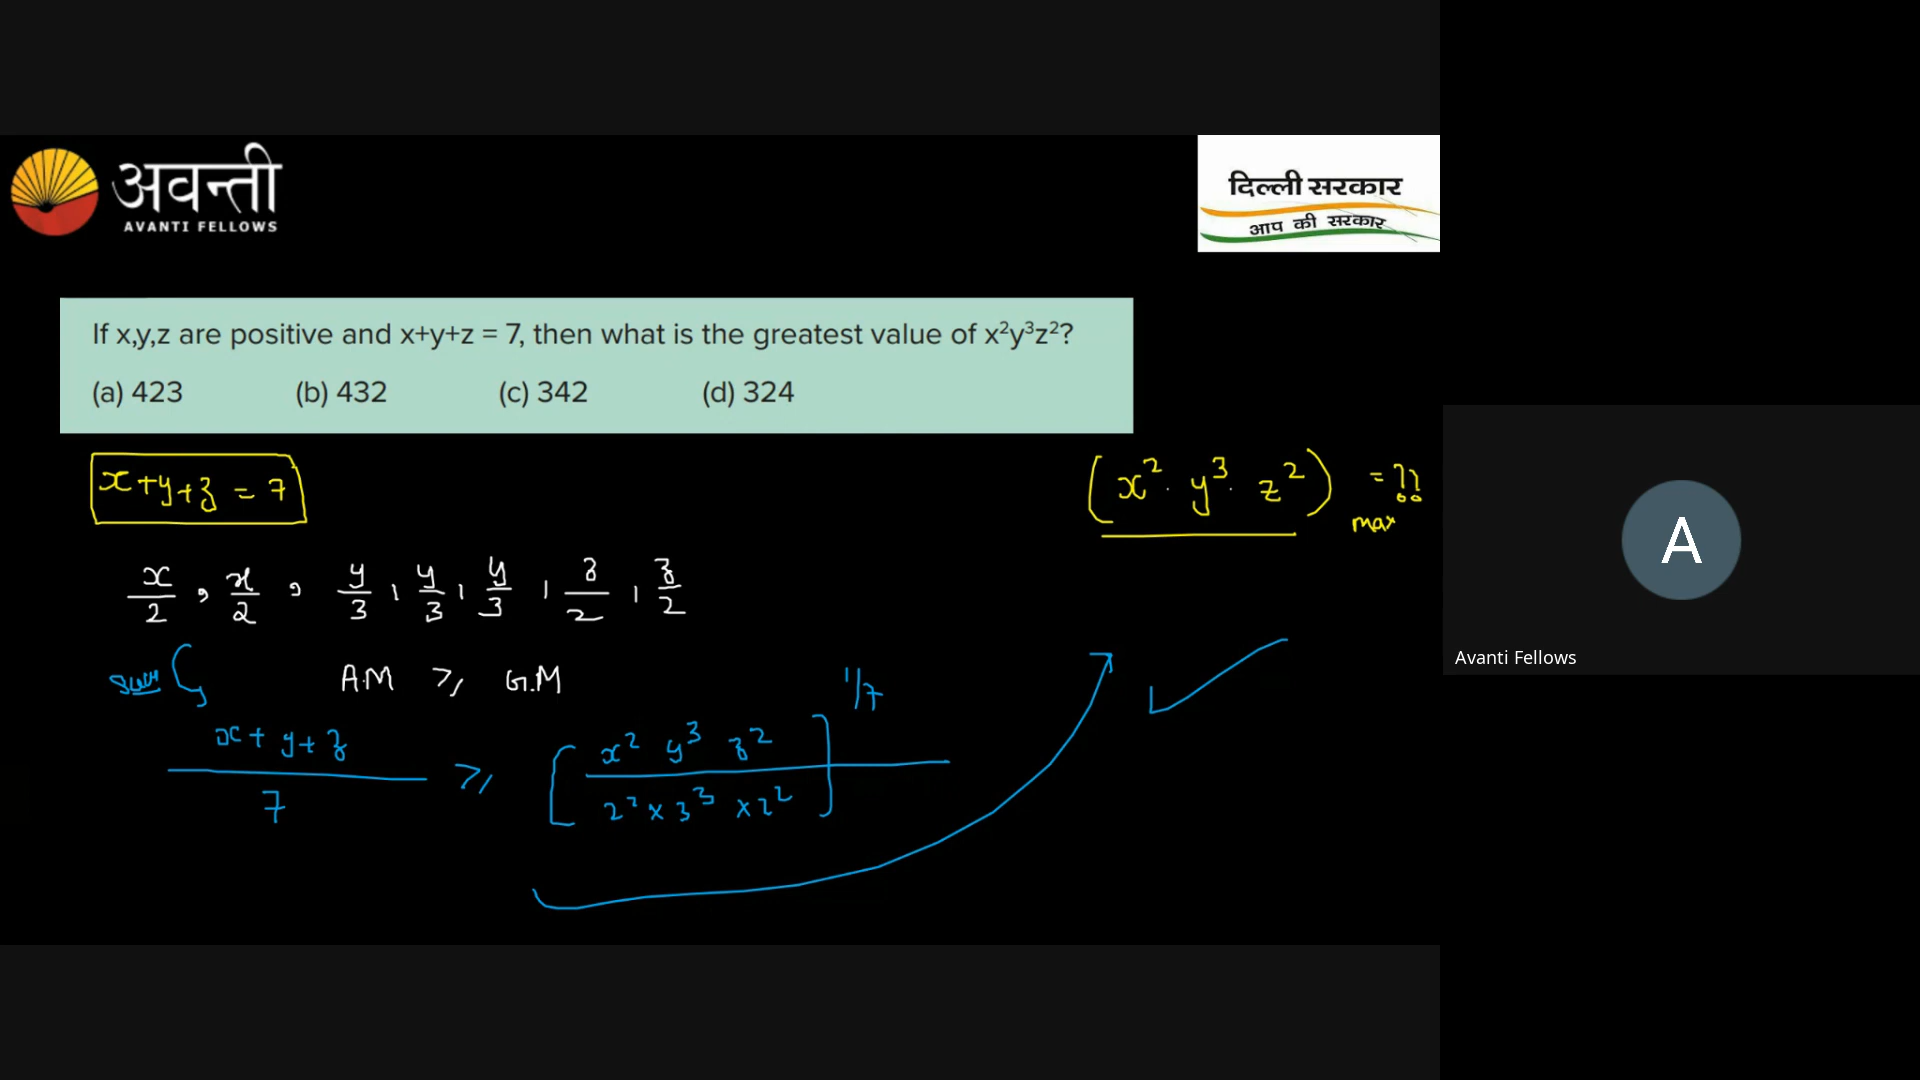 अवन्ती
AVANTI FELLOWS
दिल्ली सरकार
आप की सरकार
If x,y,z are positive and x+y+z = 7, then what is the greatest value of x²y³z²?
(a) 423 (b) 432 (c) 342 (d) 324
x+y+z = 7
(x² · y³ · z²) = ??
max
x/2 , x/2 , y/3 , y/3 , y/3 , z/2 , z/2
sum A.M ⩾ G.M
(x+y+z)/7 ⩾ [x² y³ z² / 2² × 3³ × 2²]^1/7
A
Avanti Fellows